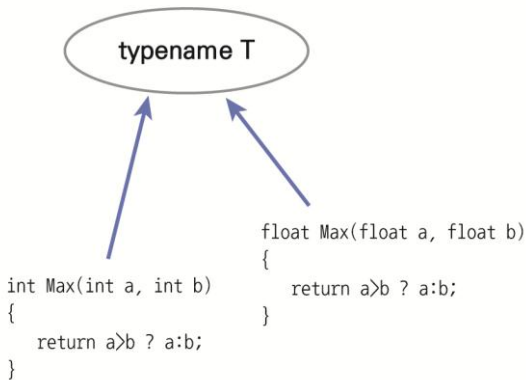 typename T
int Max(int a, int b)
{
return a>b ? a:b;
}
float Max(float a, float b)
{
return a>b ? a:b;
}